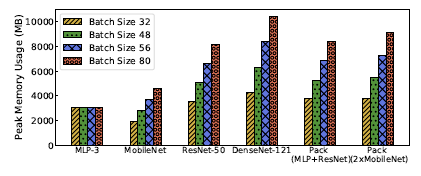 Peak Memory Usage (MB)
10000
8000
6000
4000
2000
0
Batch Size 32
Batch Size 48
Batch Size 56
Batch Size 80
MLP-3 MobileNet ResNet-50 DenseNet-121 Pack Pack
(MLP+ResNet) (2xMobileNet)